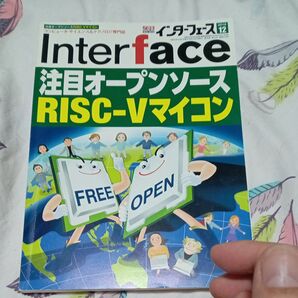 インターフェース
12
Interface
注目オープンソース
RISC-Vマイコン
FREE
OPEN